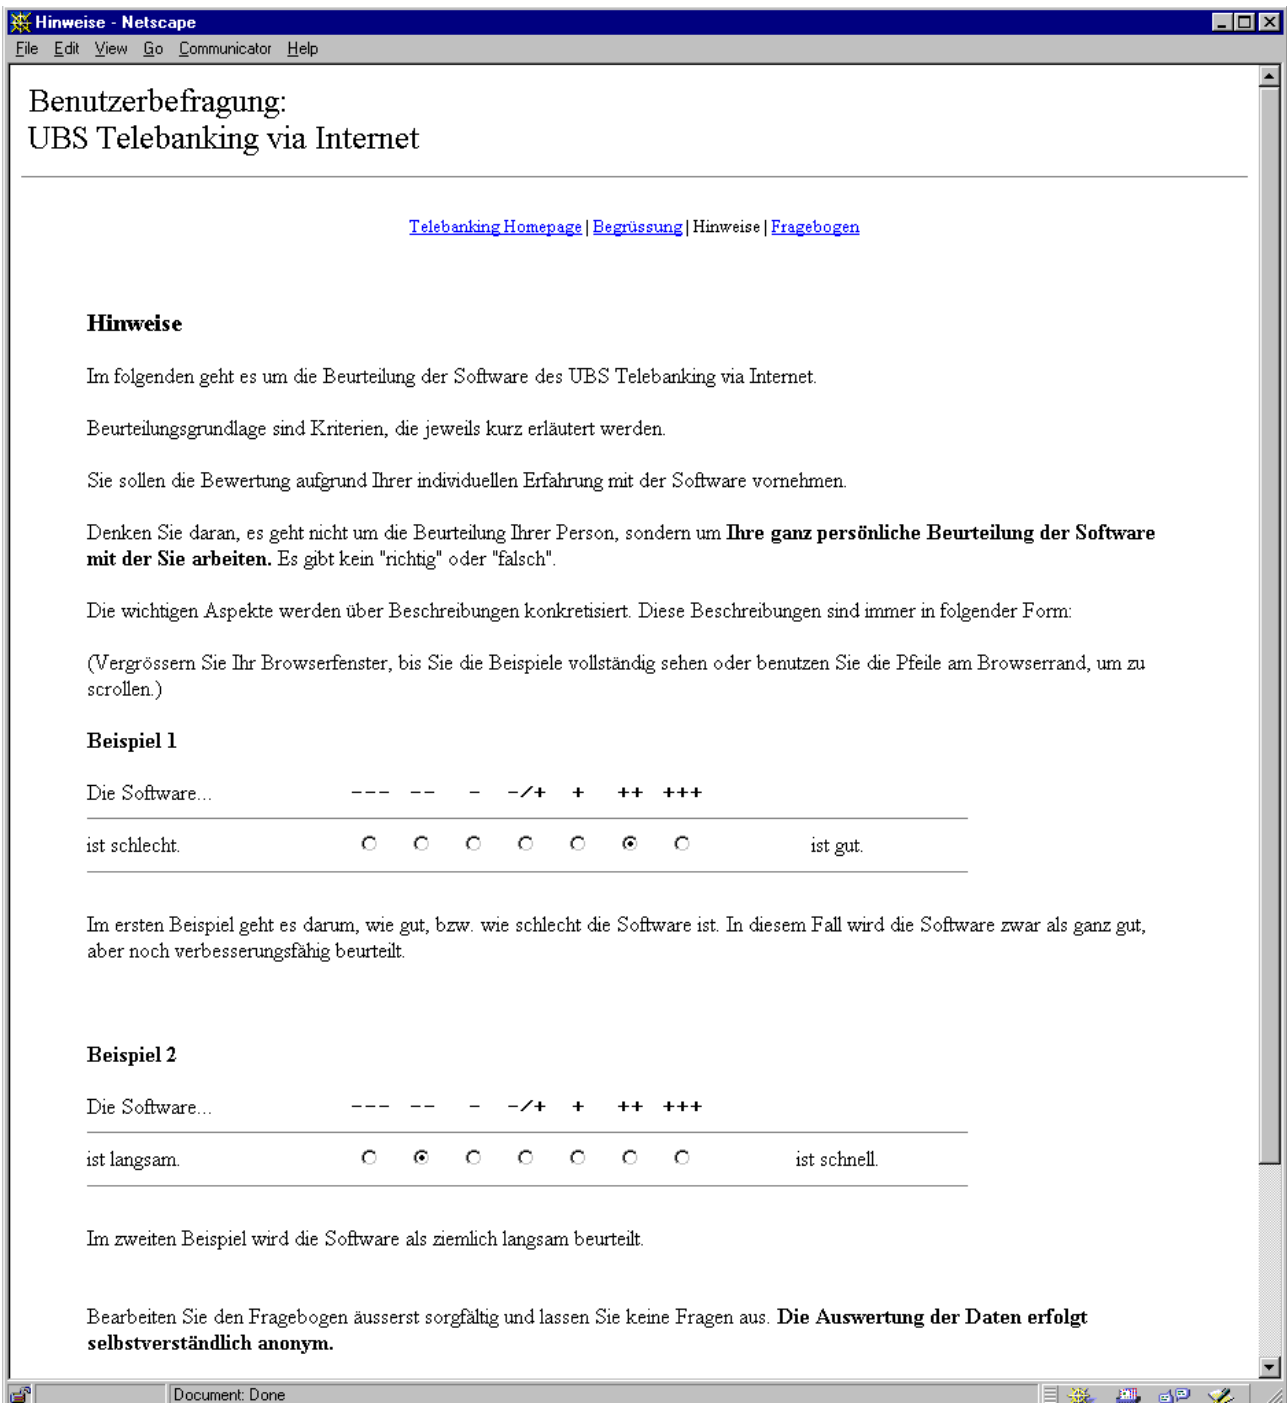 Hinweise - Netscape
File Edit View Go Communicator Help
Benutzerbefragung:
UBS Telebanking via Internet
Telebanking Homepage | Begrüssung | Hinweise | Fragebogen
Hinweise
Im folgenden geht es um die Beurteilung der Software des UBS Telebanking via Internet.
Beurteilungsgrundlage sind Kriterien, die jeweils kurz erläutert werden.
Sie sollen die Bewertung aufgrund Ihrer individuellen Erfahrung mit der Software vornehmen.
Denken Sie daran, es geht nicht um die Beurteilung Ihrer Person, sondern um Ihre ganz persönliche Beurteilung der Software
mit der Sie arbeiten. Es gibt kein "richtig" oder "falsch".
Die wichtigen Aspekte werden über Beschreibungen konkretisiert. Diese Beschreibungen sind immer in folgender Form:
(Vergrössern Sie Ihr Browserfenster, bis Sie die Beispiele vollständig sehen oder benutzen Sie die Pfeile am Browserrand, um zu
scrollen.)
Beispiel 1
Die Software... --- -- - -/+ + ++ +++
ist schlecht. ist gut.
Im ersten Beispiel geht es darum, wie gut, bzw. wie schlecht die Software ist. In diesem Fall wird die Software zwar als ganz gut,
aber noch verbesserungsfähig beurteilt.
Beispiel 2
Die Software... --- -- - -/+ + ++ +++
ist langsam. ist schnell.
Im zweiten Beispiel wird die Software als ziemlich langsam beurteilt.
Bearbeiten Sie den Fragebogen äusserst sorgfältig und lassen Sie keine Fragen aus. Die Auswertung der Daten erfolgt
selbstverständlich anonym.
Document: Done